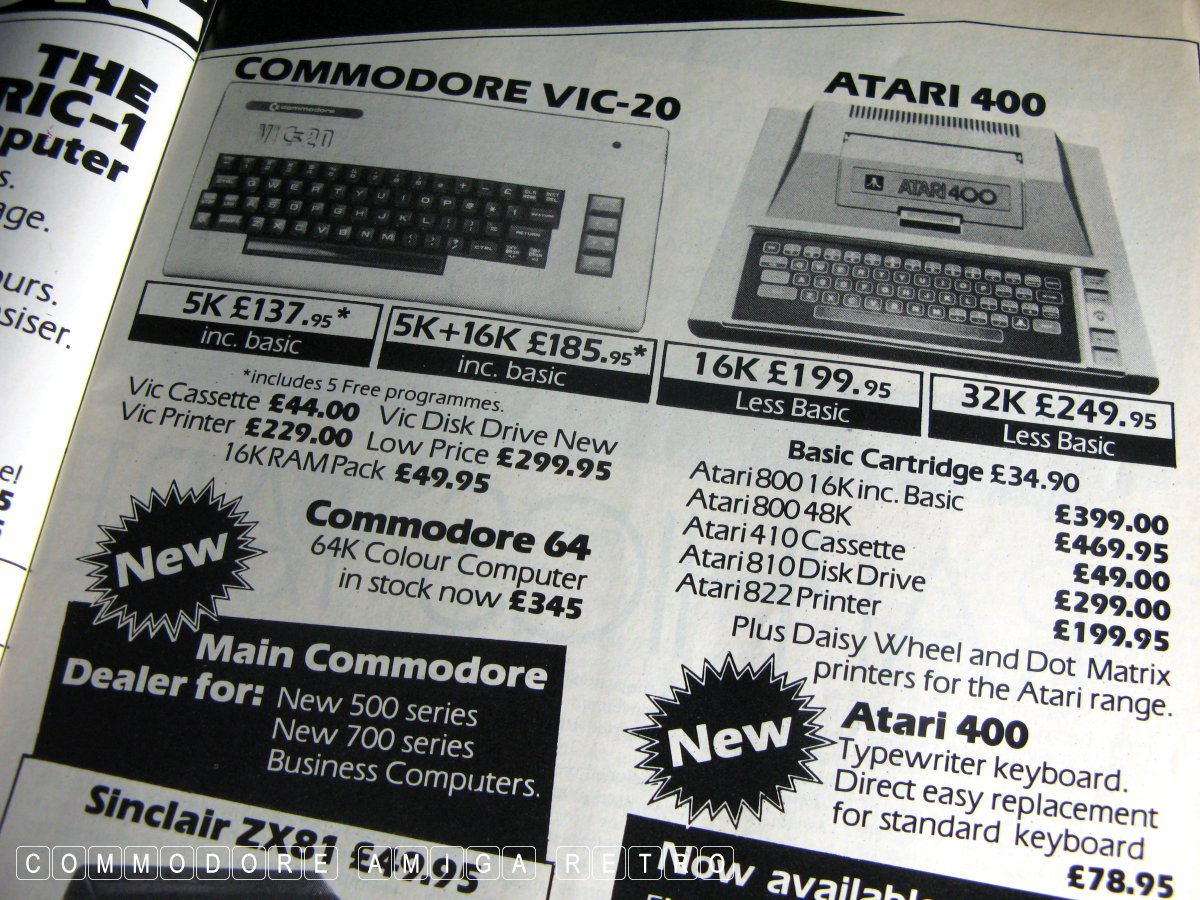 THE
RIC-1
puter
s.
age.
ours.
siser.
e!
5
COMMODORE VIC-20
commodore
VIC-20
5K £137.95*
inc. basic
5K+16K £185.95*
inc. basic
*includes 5 Free programmes.
Vic Cassette £44.00 Vic Disk Drive New
Vic Printer £229.00 Low Price £299.95
16K RAM Pack £49.95
New
Commodore 64
64K Colour Computer
in stock now £345
Main Commodore
Dealer for: New 500 series
New 700 series
Business Computers.
Sinclair ZX81 £49.95
ATARI 400
ATARI 400
16K £199.95
Less Basic
32K £249.95
Less Basic
Basic Cartridge £34.90
Atari 800 16K inc. Basic £399.00
Atari 800 48K £469.95
Atari 410 Cassette £49.00
Atari 810 Disk Drive £299.00
Atari 822 Printer £199.95
Plus Daisy Wheel and Dot Matrix
printers for the Atari range.
New
Atari 400
Typewriter keyboard.
Direct easy replacement
for standard keyboard
£78.95
Now availabl
COMMODORE AMIGA RETRO